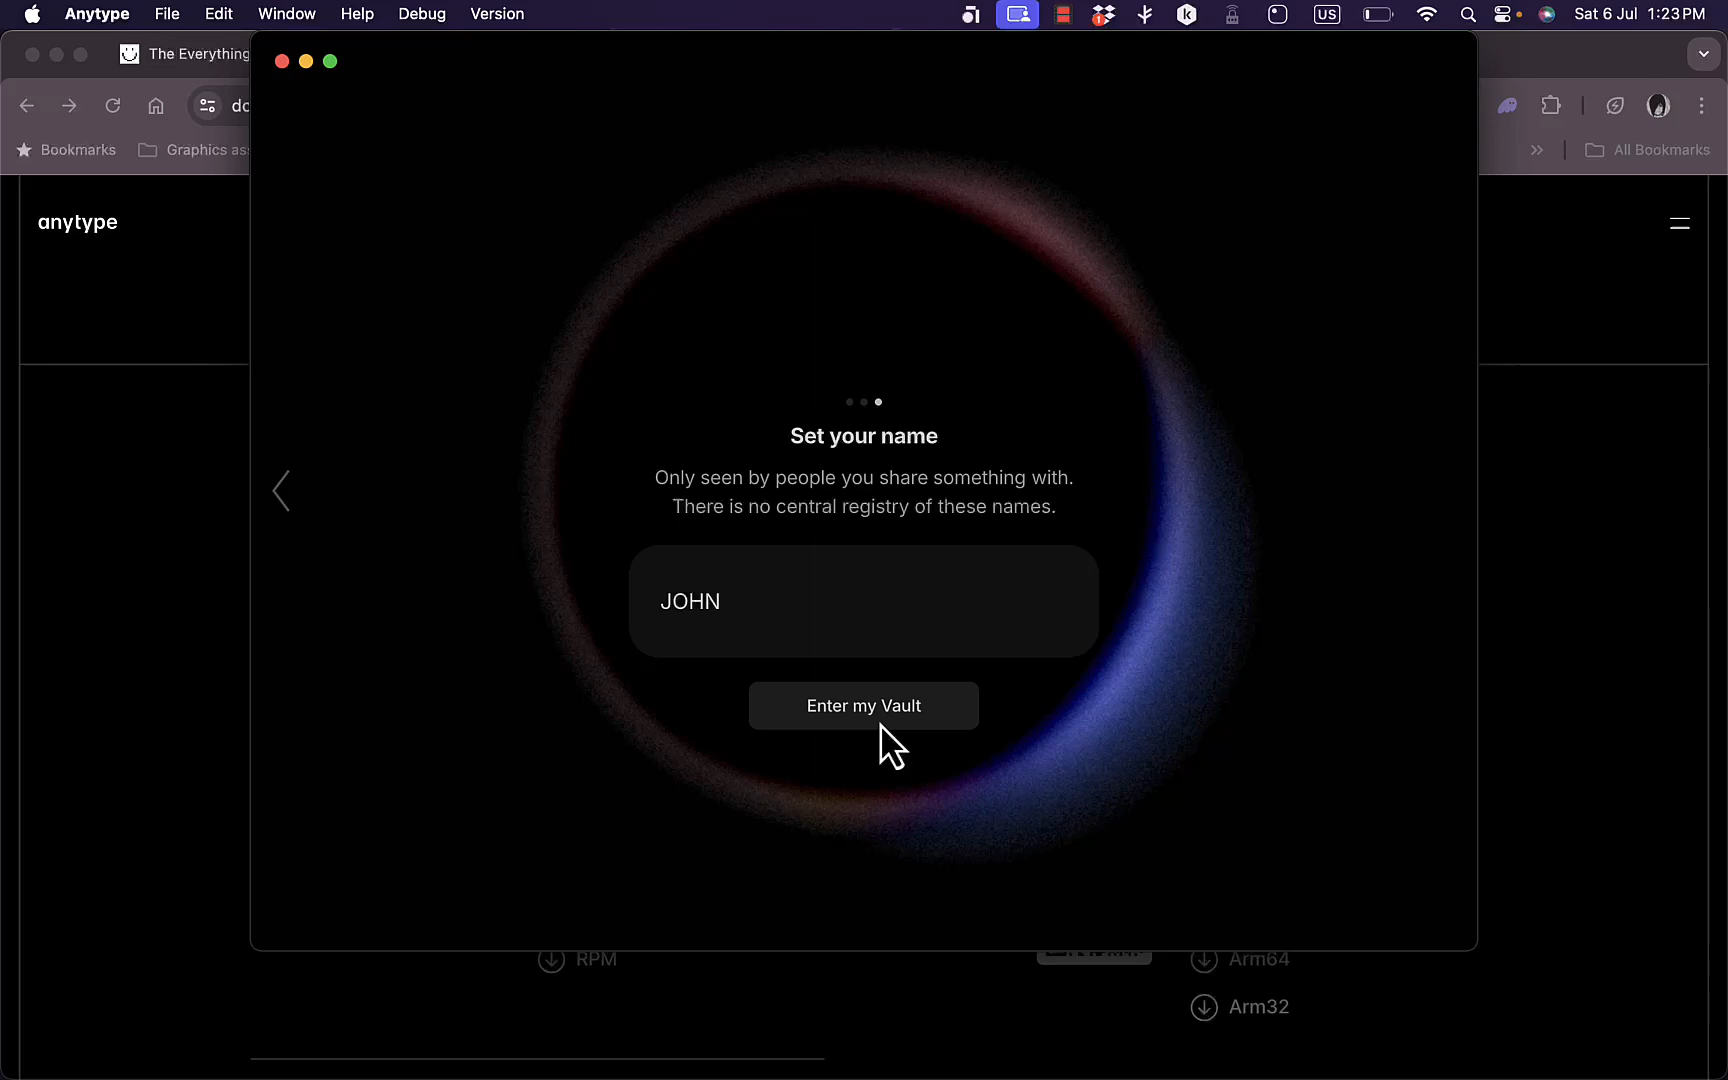 Anytype File Edit Window Help Debug Version
US
Sat 6 Jul 1:23 PM
The Everything
Bookmarks
All Bookmarks
anytype
Set your name
Only seen by people you share something with.
There is no central registry of these names.
JOHN
Enter my Vault
RPM
Arm64
Arm32